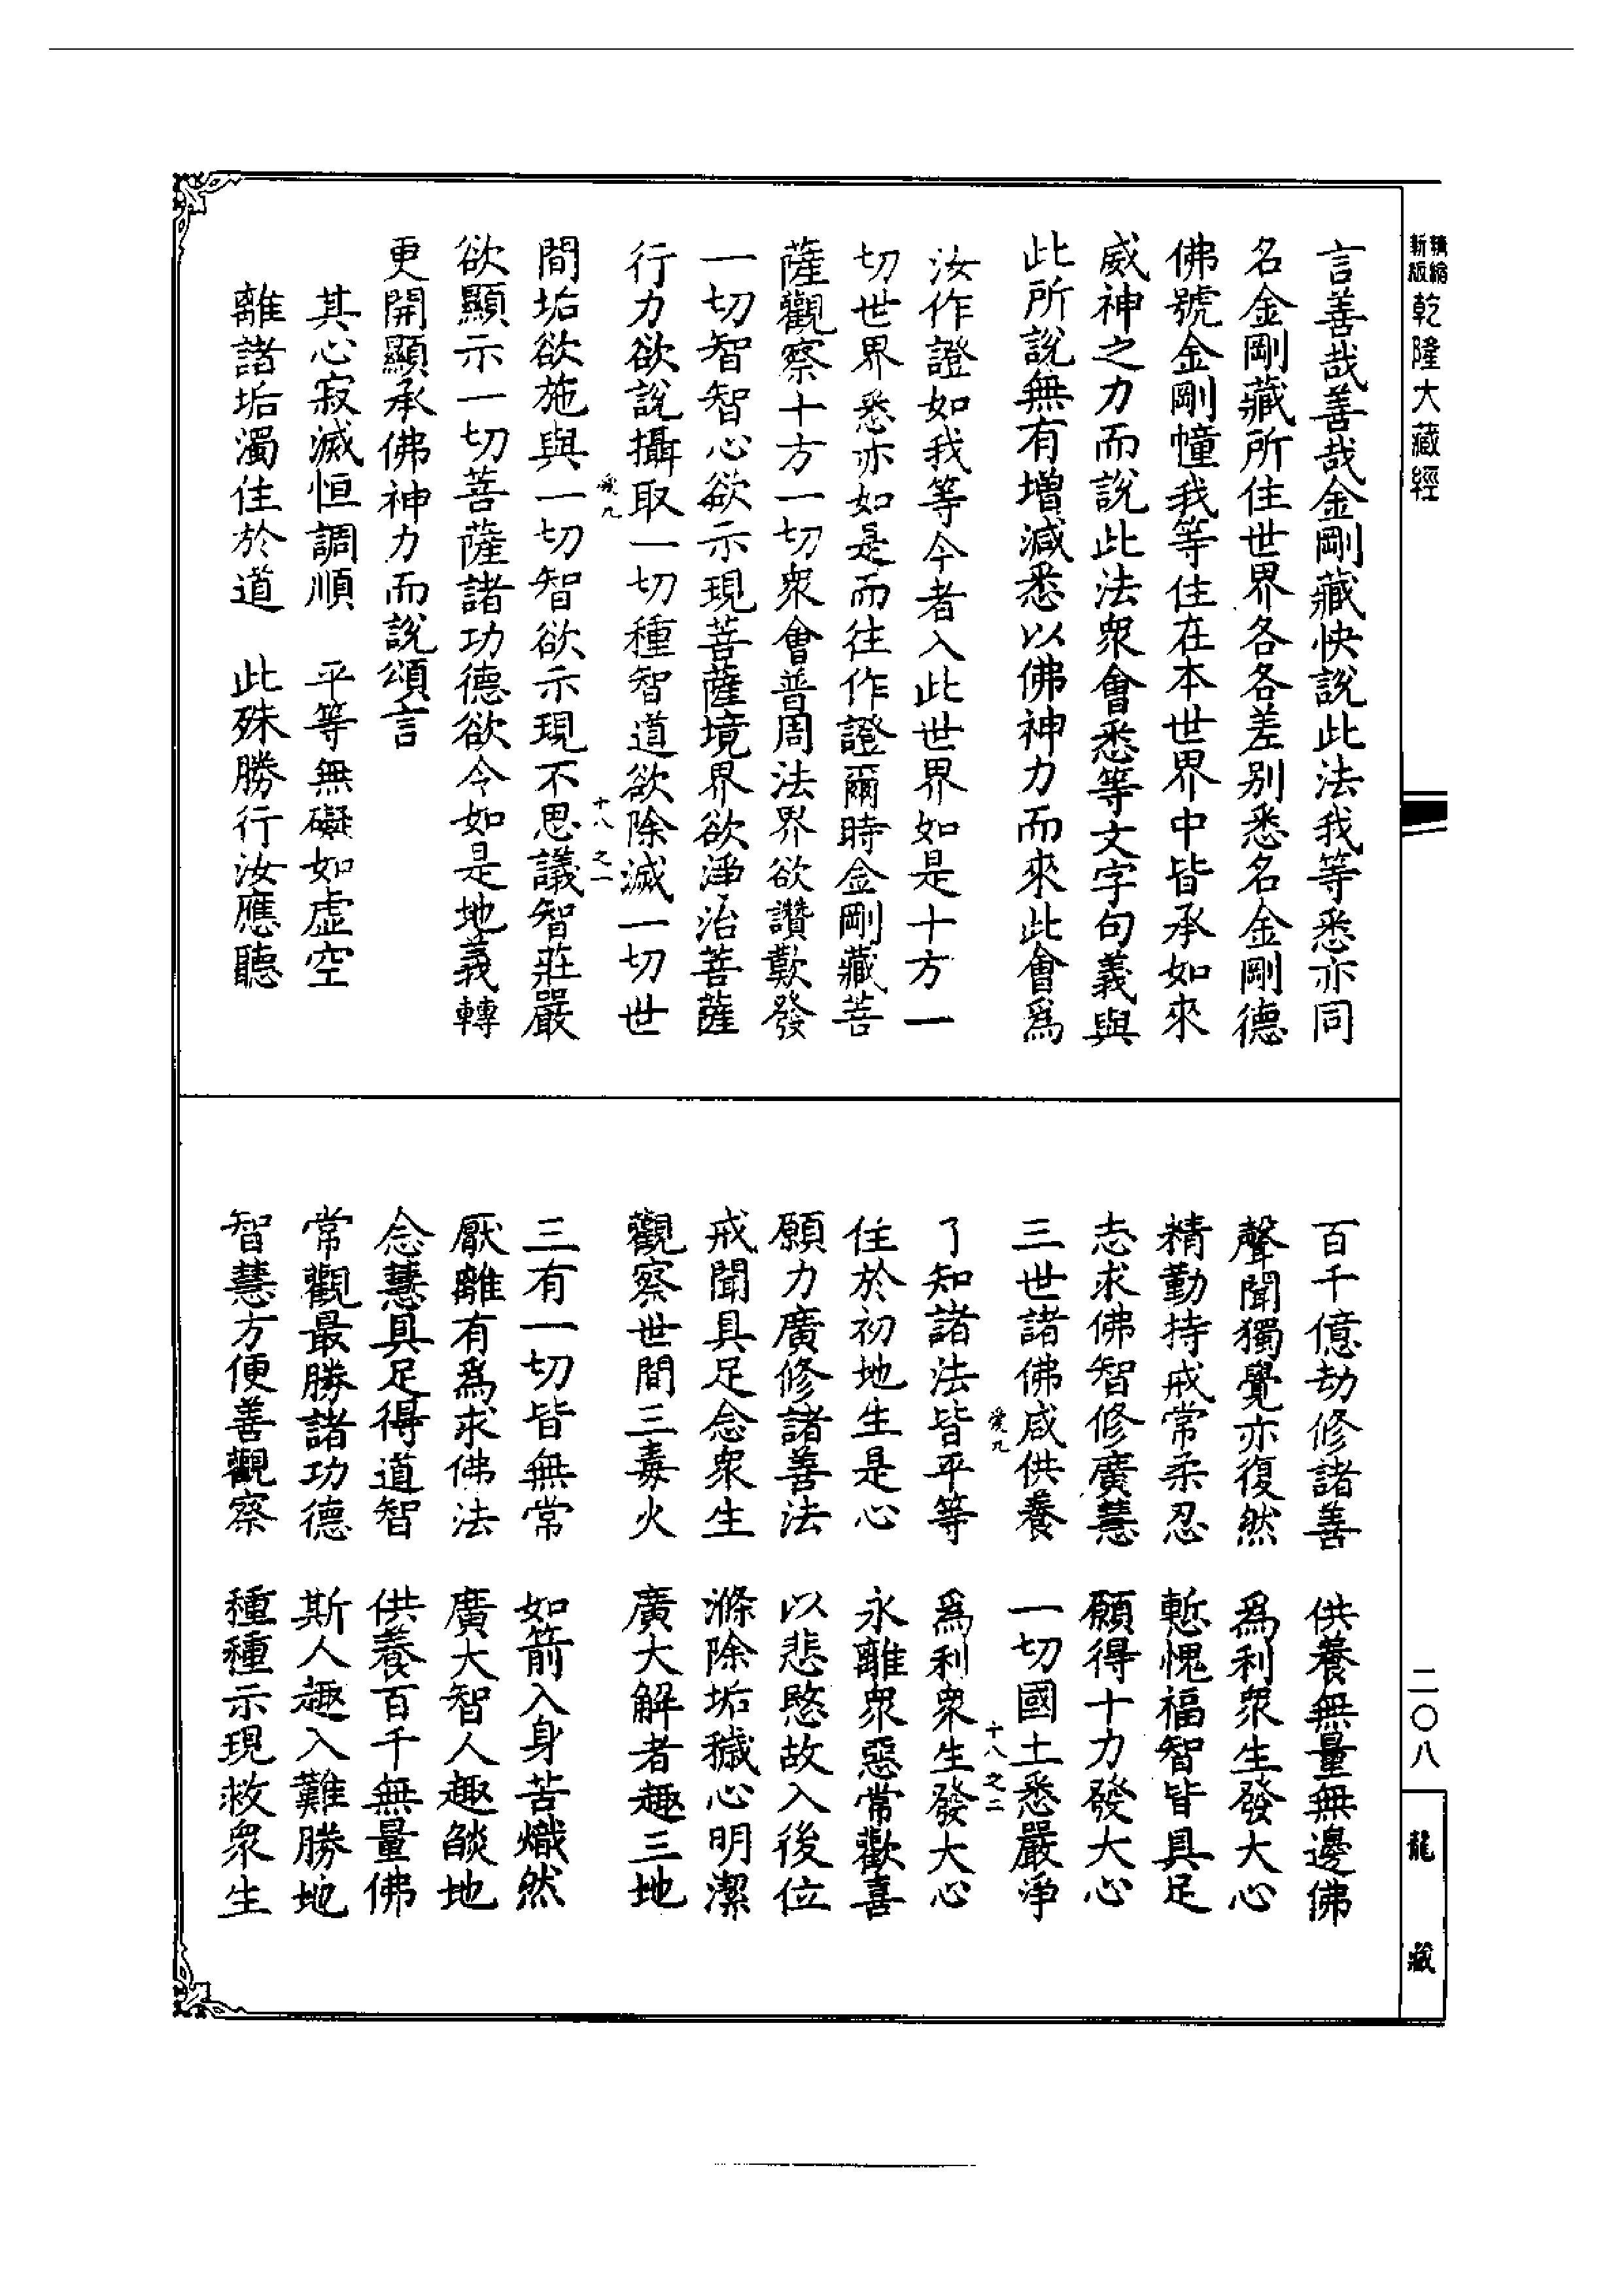 新縮
新版
乾隆大藏經
言善哉善哉金剛藏快說此法我等悉亦同
名金剛藏所住世界各各差别悉名金剛德
佛號金剛幢我等住在本世界中皆承如來
威神之力而說此法衆會悉等文字句義與
此所說無有增減悉以佛神力而來此會爲
汝作證如我等今者入此世界如是十方一
切世界悉亦如是而往作證爾時金剛藏菩
薩觀察十方一切衆會普周法界欲讚歎發
一切智智心欲示現菩薩境界欲淨治菩薩
行力欲說攝取一切種智道欲除滅一切世
愛九
十八之一
間垢欲施與一切智欲示現不思議智莊嚴
欲顯示一切菩薩諸功德欲令如是地義轉
更開顯承佛神力而說頌言
其心寂滅恒調順　平等無礙如虚空
離諸垢濁住於道　此殊勝行汝應聽
百千億劫修諸善　供養無量無邊佛
聲聞獨覺亦復然　爲利衆生發大心
精勤持戒常柔忍　慙愧福智皆具足
志求佛智修廣慧　願得十力發大心
三世諸佛咸供養　一切國土悉嚴淨
愛九
十八之二
了知諸法皆平等　爲利衆生發大心
住於初地生是心　永離衆惡常歡喜
願力廣修諸善法　以悲愍故入後位
戒聞具足念衆生　滌除垢穢心明潔
觀察世間三毒火　廣大解者趣三地
三有一切皆無常　如箭入身苦熾然
厭離有爲求佛法　廣大智人趣燄地
念慧具足得道智　供養百千無量佛
常觀最勝諸功德　斯人趣入難勝地
智慧方便善觀察　種種示現救衆生
二〇八
龍藏